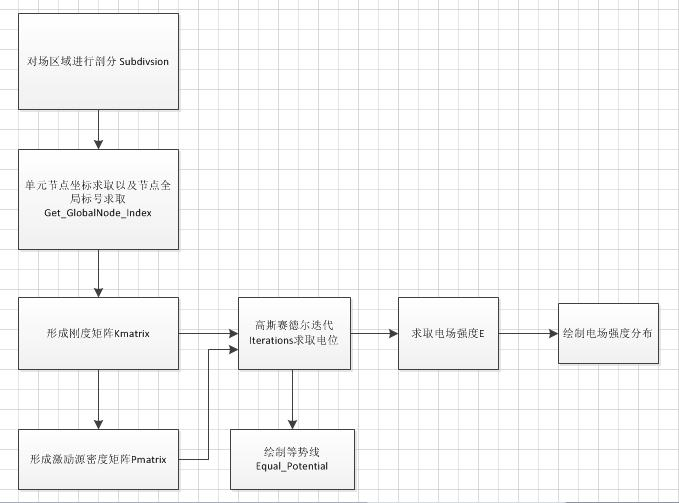 对场区域进行剖分 Subdivsion
单元节点坐标求取以及节点全
局标号求取
Get_GlobalNode_Index
形成刚度矩阵Kmatrix
高斯赛德尔迭代
Iterations求取电位
求取电场强度E
绘制电场强度分布
形成激励源密度矩阵Pmatrix
绘制等势线
Equal_Potential